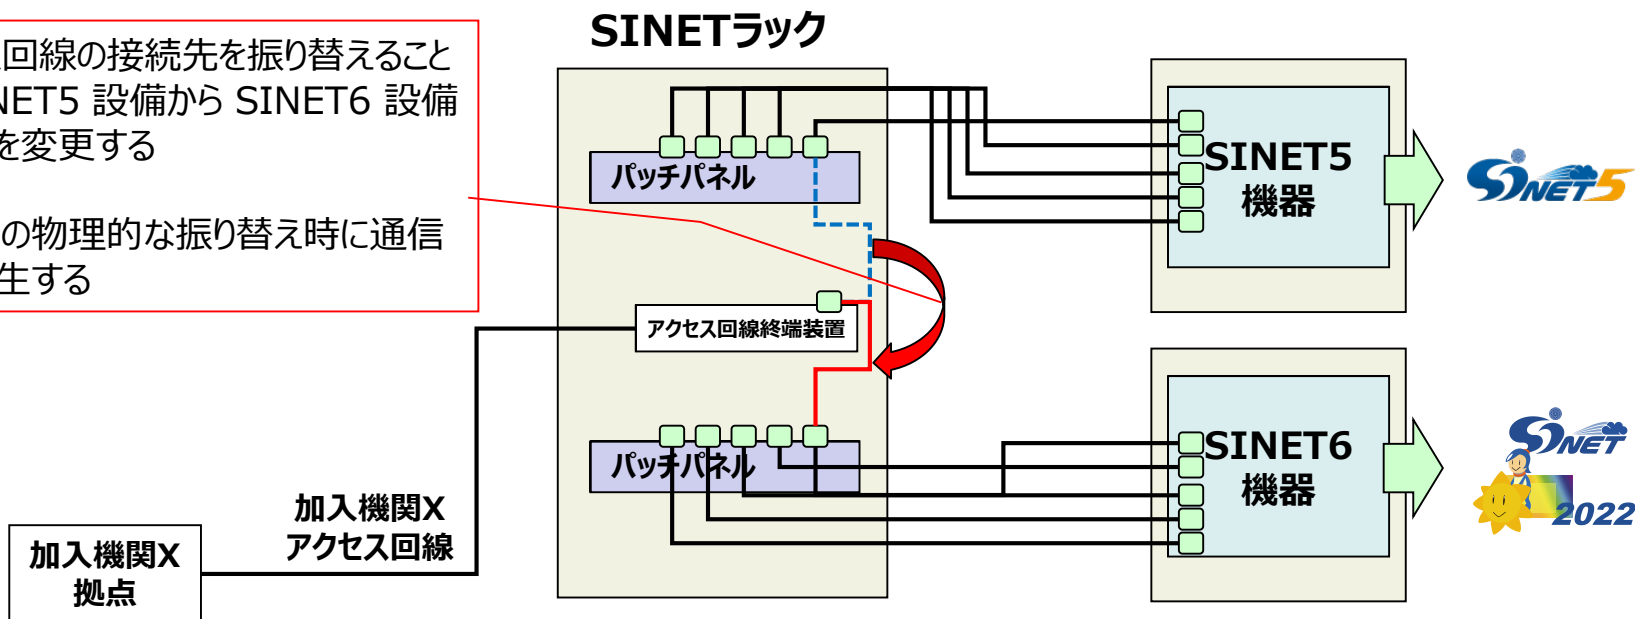 SINETラック
回線の接続先を振り替えること
NET5 設備から SINET6 設備
を変更する
の物理的な振り替え時に通信
生する
パッチパネル
SINET5
機器
SINET5
アクセス回線終端装置
パッチパネル
SINET6
機器
SINET
2022
加入機関X
アクセス回線
加入機関X
拠点